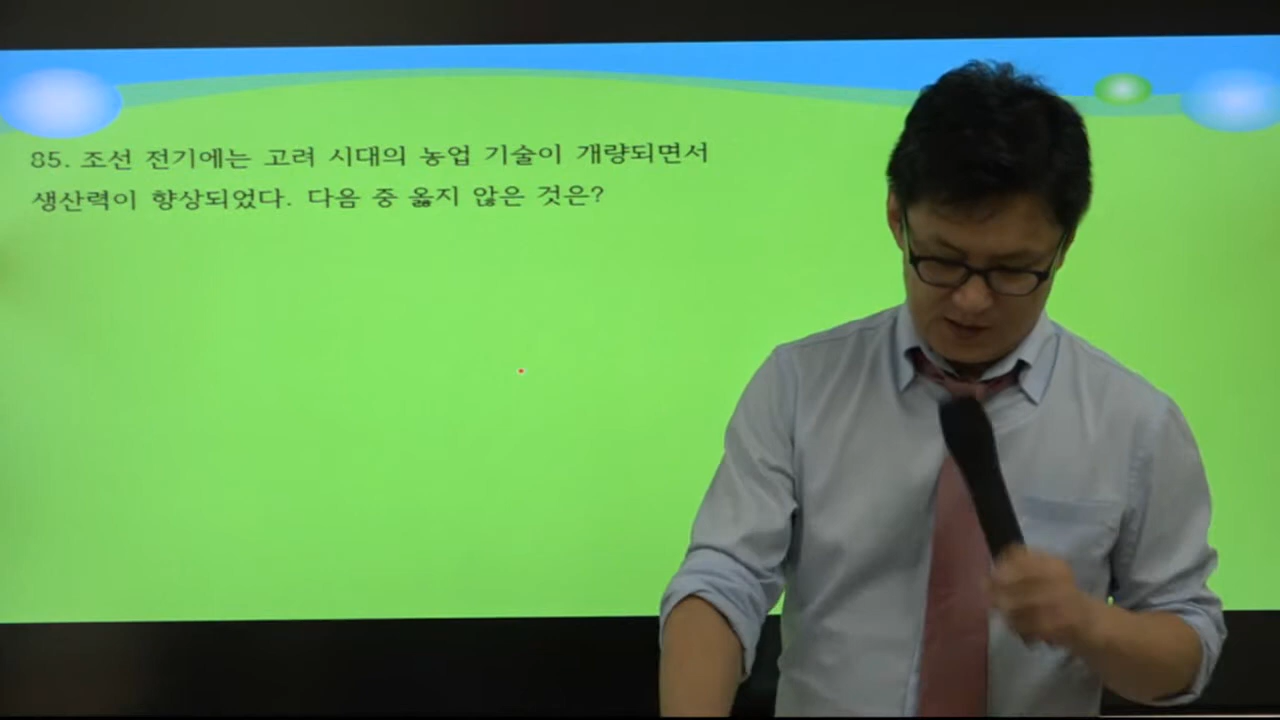 85. 조선 전기에는 고려 시대의 농업 기술이 개량되면서
생산력이 향상되었다. 다음 중 옳지 않은 것은?